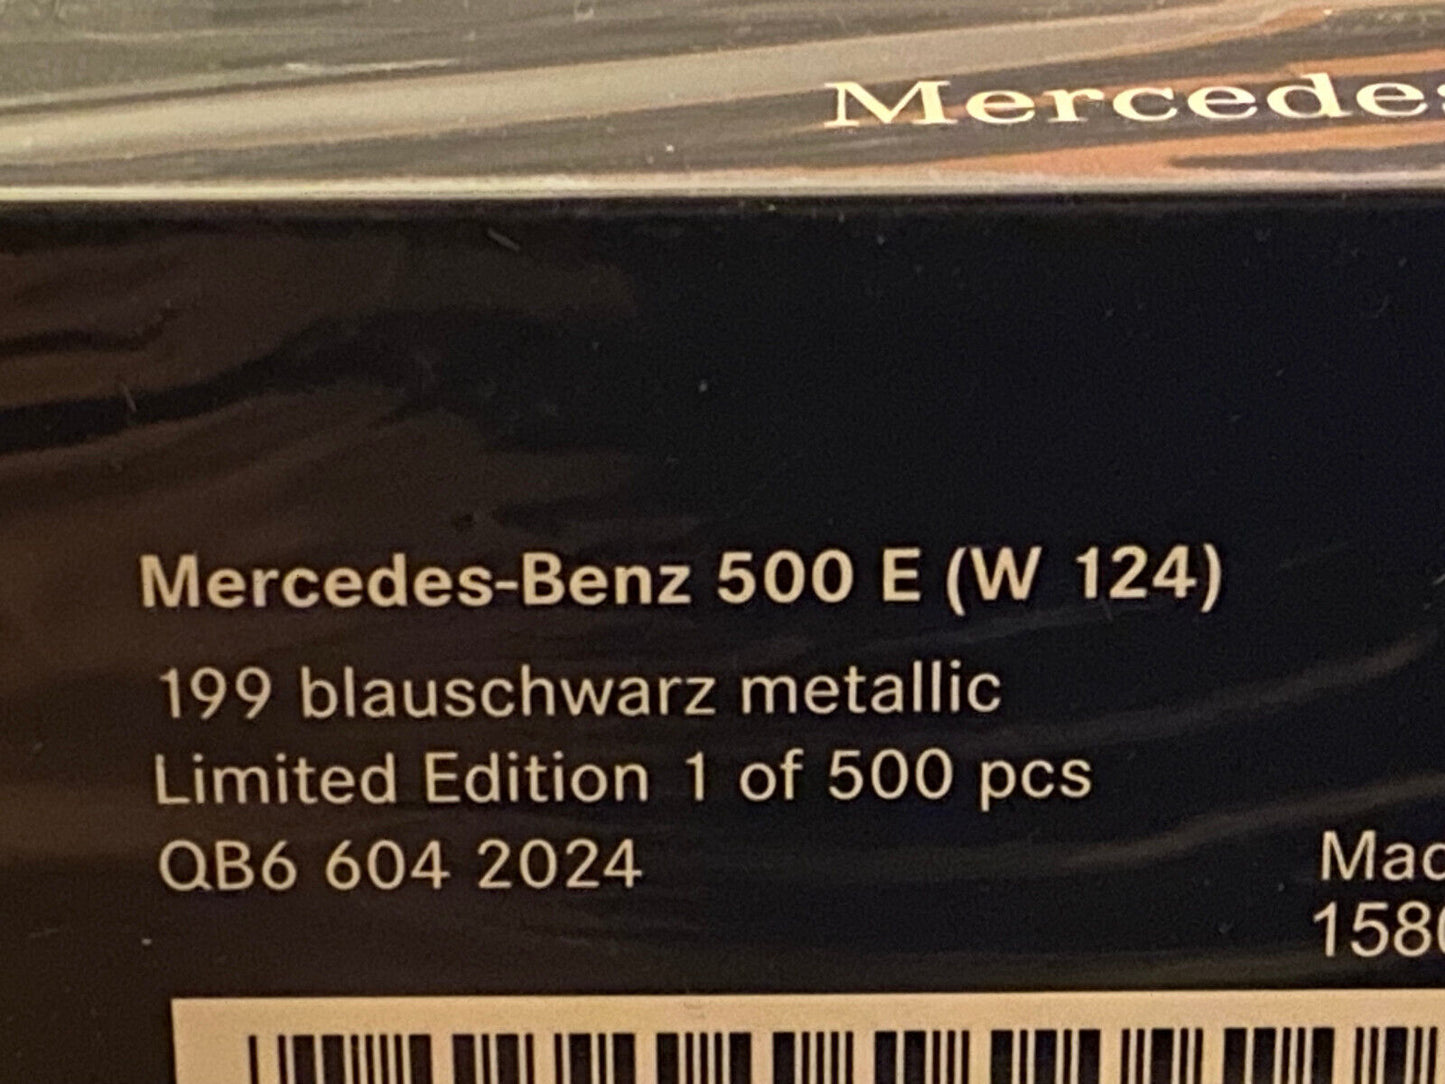 Mercedes
Mercedes-Benz 500 E (W 124)
199 blauschwarz metallic
Limited Edition 1 of 500 pcs
QB6 604 2024